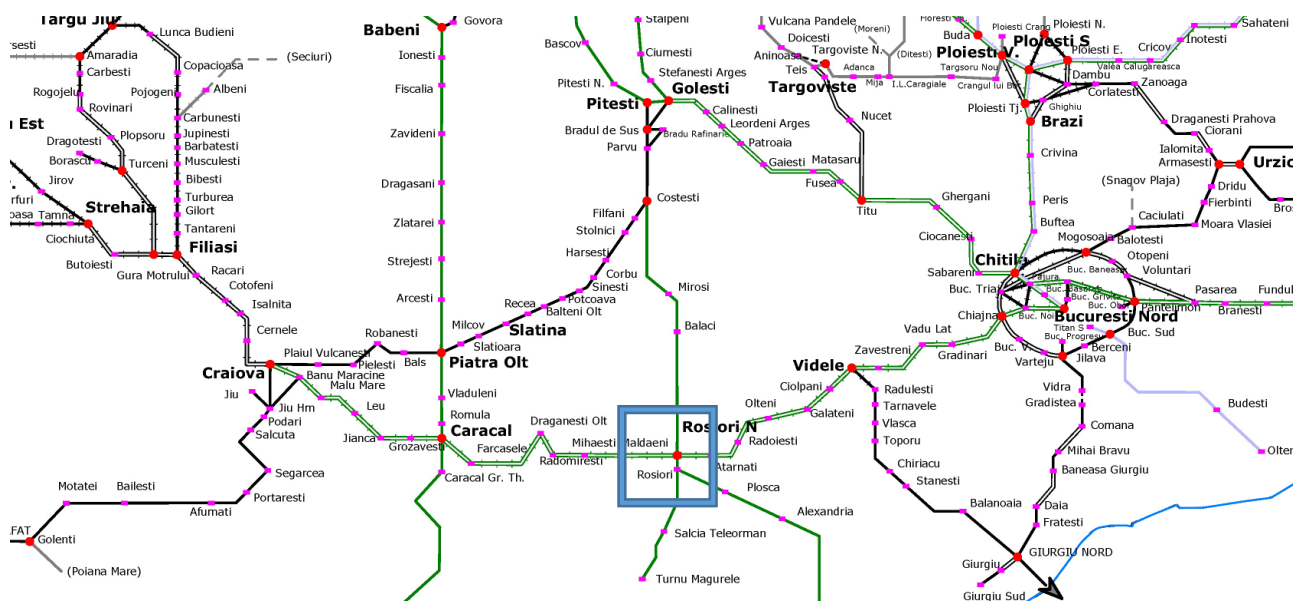 Targu Jiu
Lunca Budieni
Amaradia
Copacioasa
(Seciuri)
Carbesti
Albeni
Rogojelu
Pojogeni
Rovinari
Carbunesti
Plopsoru
Jupinesti
Dragotesti
Barbatesti
Borascu
Turceni
Musculesti
Jirov
Bibesti
Turburea
Strehaia
Gilort
Tamna
Tantareni
Ciochiuta
Filiasi
Butoiesti
Gura Motrului
Racari
Cotofeni
Isalnita
Cernele
Plaiul Vulcanesti
Robanesti
Craiova
Pielesti
Bals
Banu Maracine
Malu Mare
Jiu
Jiu Hm
Leu
Podari
Salcuta
Jianca
Grozavesti
Segarcea
Portaresti
Motatei
Bailesti
Afumati
Golenti
(Poiana Mare)
Babeni
Govora
Ionesti
Fiscalia
Zavideni
Dragasani
Zlatarei
Strejesti
Arcesti
Piatra Olt
Vladuleni
Romula
Caracal
Caracal Gr. Th.
Farcasele
Draganesti Olt
Radomiresti
Mihaesti
Maldaeni
Slatioara
Milcov
Slatina
Recea
Balteni Olt
Potcoava
Sinesti
Corbu
Harsesti
Stolnici
Filfani
Costesti
Parvu
Bradu Rafinarie
Bradul de Sus
Pitesti
Pitesti N.
Bascov
Stalpeni
Ciumesti
Stefanesti Arges
Golesti
Calinesti
Leordeni Arges
Patroaia
Gaiesti
Matasaru
Fusea
Titu
Nucet
Targoviste
Teis
Aninoasa
Doicesti
Vulcana Pandele
Targoviste N.
(Moreni)
(Ditesti)
Adanca
Mija
I.L.Caragiale
Targsoru Nou
Crangul lui Bot
Mirosi
Balaci
Rosiori N
Rosiori
Atarnati
Plosca
Alexandria
Salcia Teleorman
Turnu Magurele
Radoiesti
Olteni
Galateni
Ciolpani
Videle
Zavestreni
Vadu Lat
Gradinari
Chiajna
Radulesti
Tarnavele
Vlasca
Toporu
Chiriacu
Stanesti
Balanoaia
GIURGIU NORD
Giurgiu
Giurgiu Sud
Fratesti
Daia
Baneasa Giurgiu
Mihai Bravu
Comana
Gradistea
Vidra
Jilava
Varteju
Berceni
Buc. Sud
Titan S
Buc. Progresu
Bucuresti Nord
Buc. Noi
Buc. Triaj
Pajura
Buc. Basarab
Buc. Grivita
Buc. Baneasa
Pantelimon
Pasarea
Branesti
Voluntari
Otopeni
Balotesti
Mogosoaia
Caciulati
(Snagov Plaja)
Moara Vlasiei
Fierbinti
Dridu
Armasesti
Ialomita
Ciorani
Draganesti Prahova
Zanoaga
Corlatesti
Dambu
Ghighiu
Brazi
Ploiesti Tj.
Ploiesti V.
Ploiesti S
Ploiesti N.
Ploiesti Crang
Ploiesti E.
Valea Calugareasca
Cricov
Inotesti
Sahateni
Buda
Crivina
Peris
Buftea
Chitila
Sabareni
Ciocanesti
Ghergani
Budesti